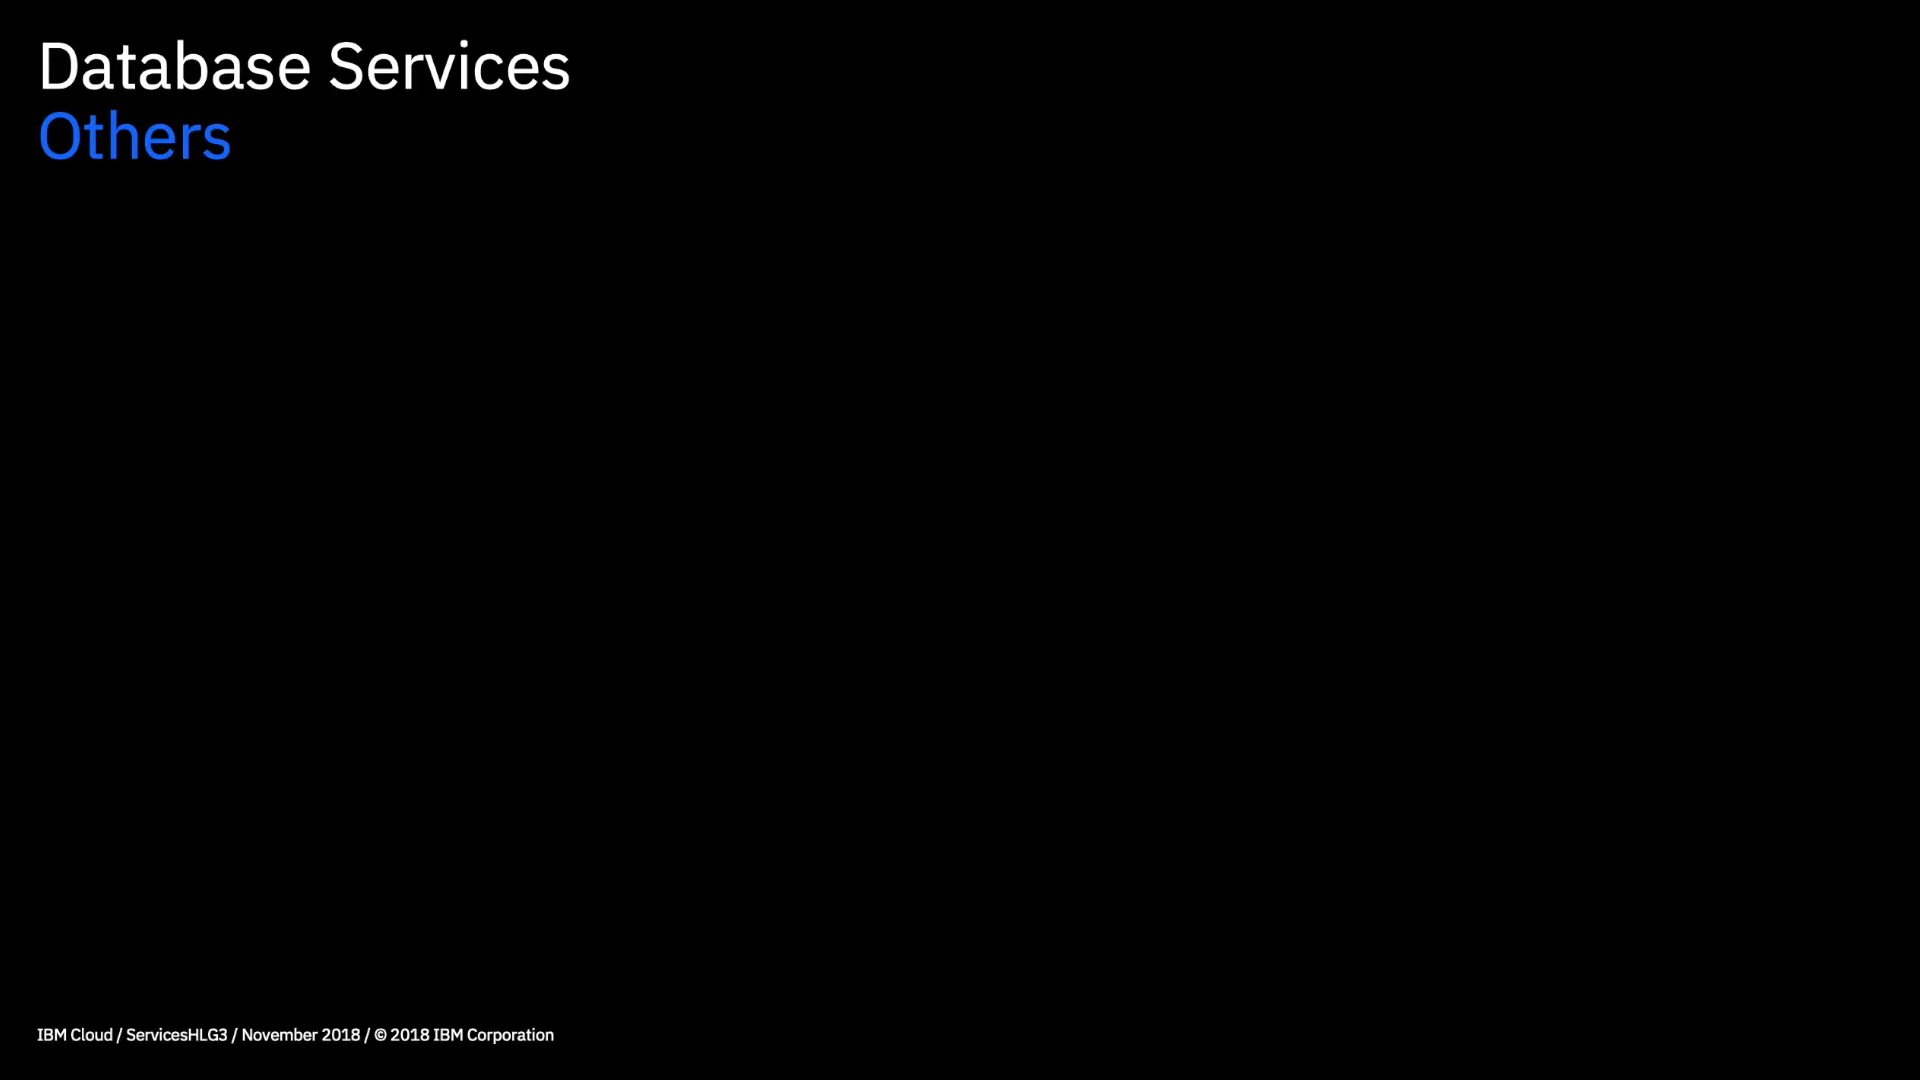 Database Services
Others
IBM Cloud / ServicesHLG3 / November 2018 / © 2018 IBM Corporation